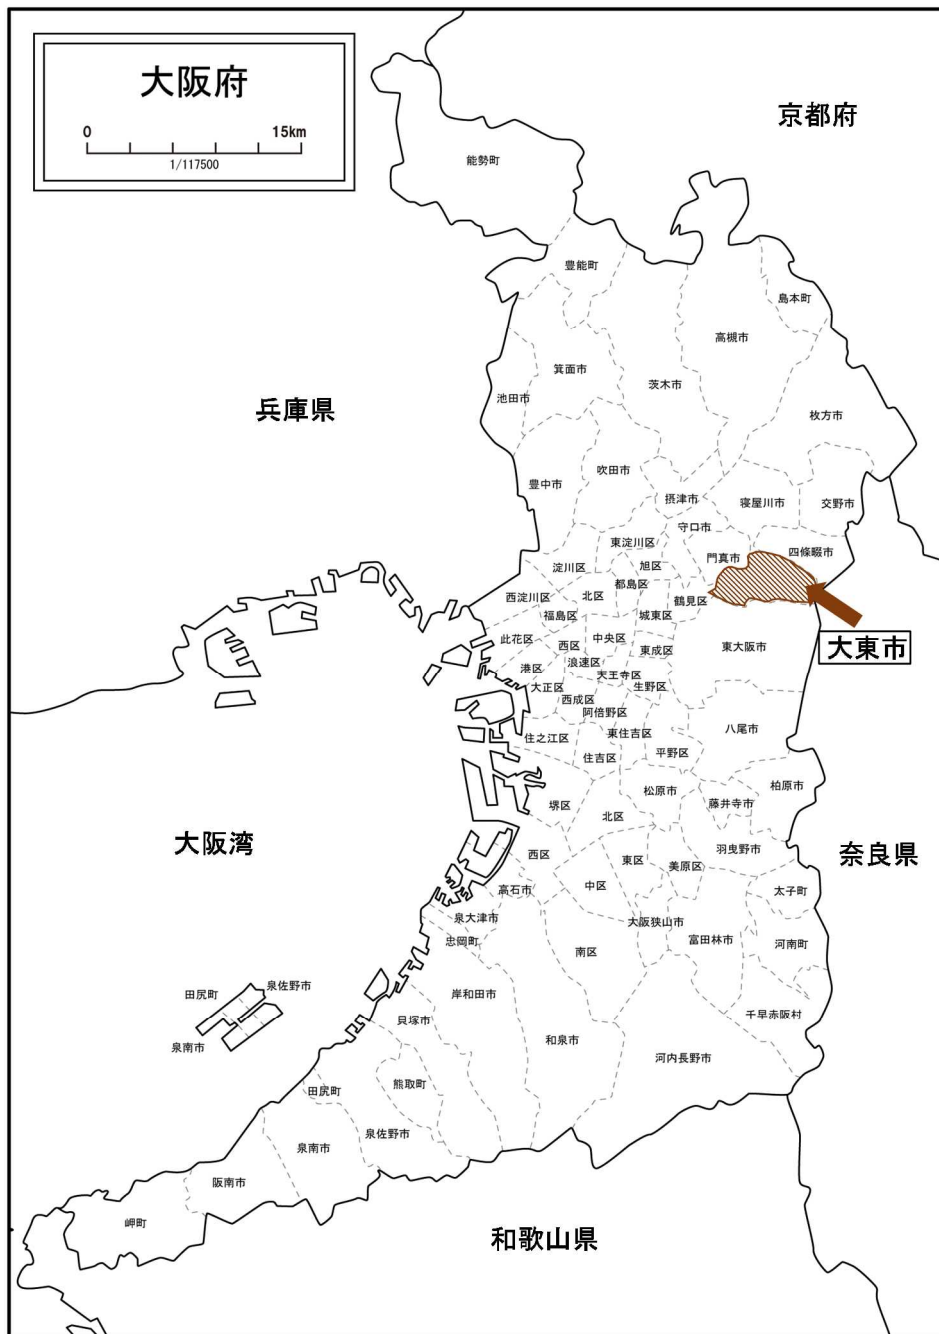 大阪府
0 15km
1/117500
京都府
能勢町
豊能町
島本町
高槻市
箕面市
茨木市
池田市
兵庫県
枚方市
吹田市
豊中市
摂津市
寝屋川市
交野市
守口市
東淀川区
四條畷市
門真市
淀川区
旭区
都島区
西淀川区
北区
鶴見区
福島区
城東区
此花区
中央区
西区
東成区
東大阪市
大東市
浪速区
港区
天王寺区
大正区
生野区
西成区
阿倍野区
八尾市
東住吉区
住之江区
平野区
住吉区
柏原市
松原市
藤井寺市
堺区
北区
大阪湾
羽曳野市
奈良県
西区
東区
美原区
中区
高石市
太子町
泉大津市
大阪狭山市
忠岡町
富田林市
河南町
南区
泉佐野市
田尻町
岸和田市
千早赤阪村
貝塚市
和泉市
泉南市
河内長野市
熊取町
田尻町
泉佐野市
泉南市
阪南市
岬町
和歌山県